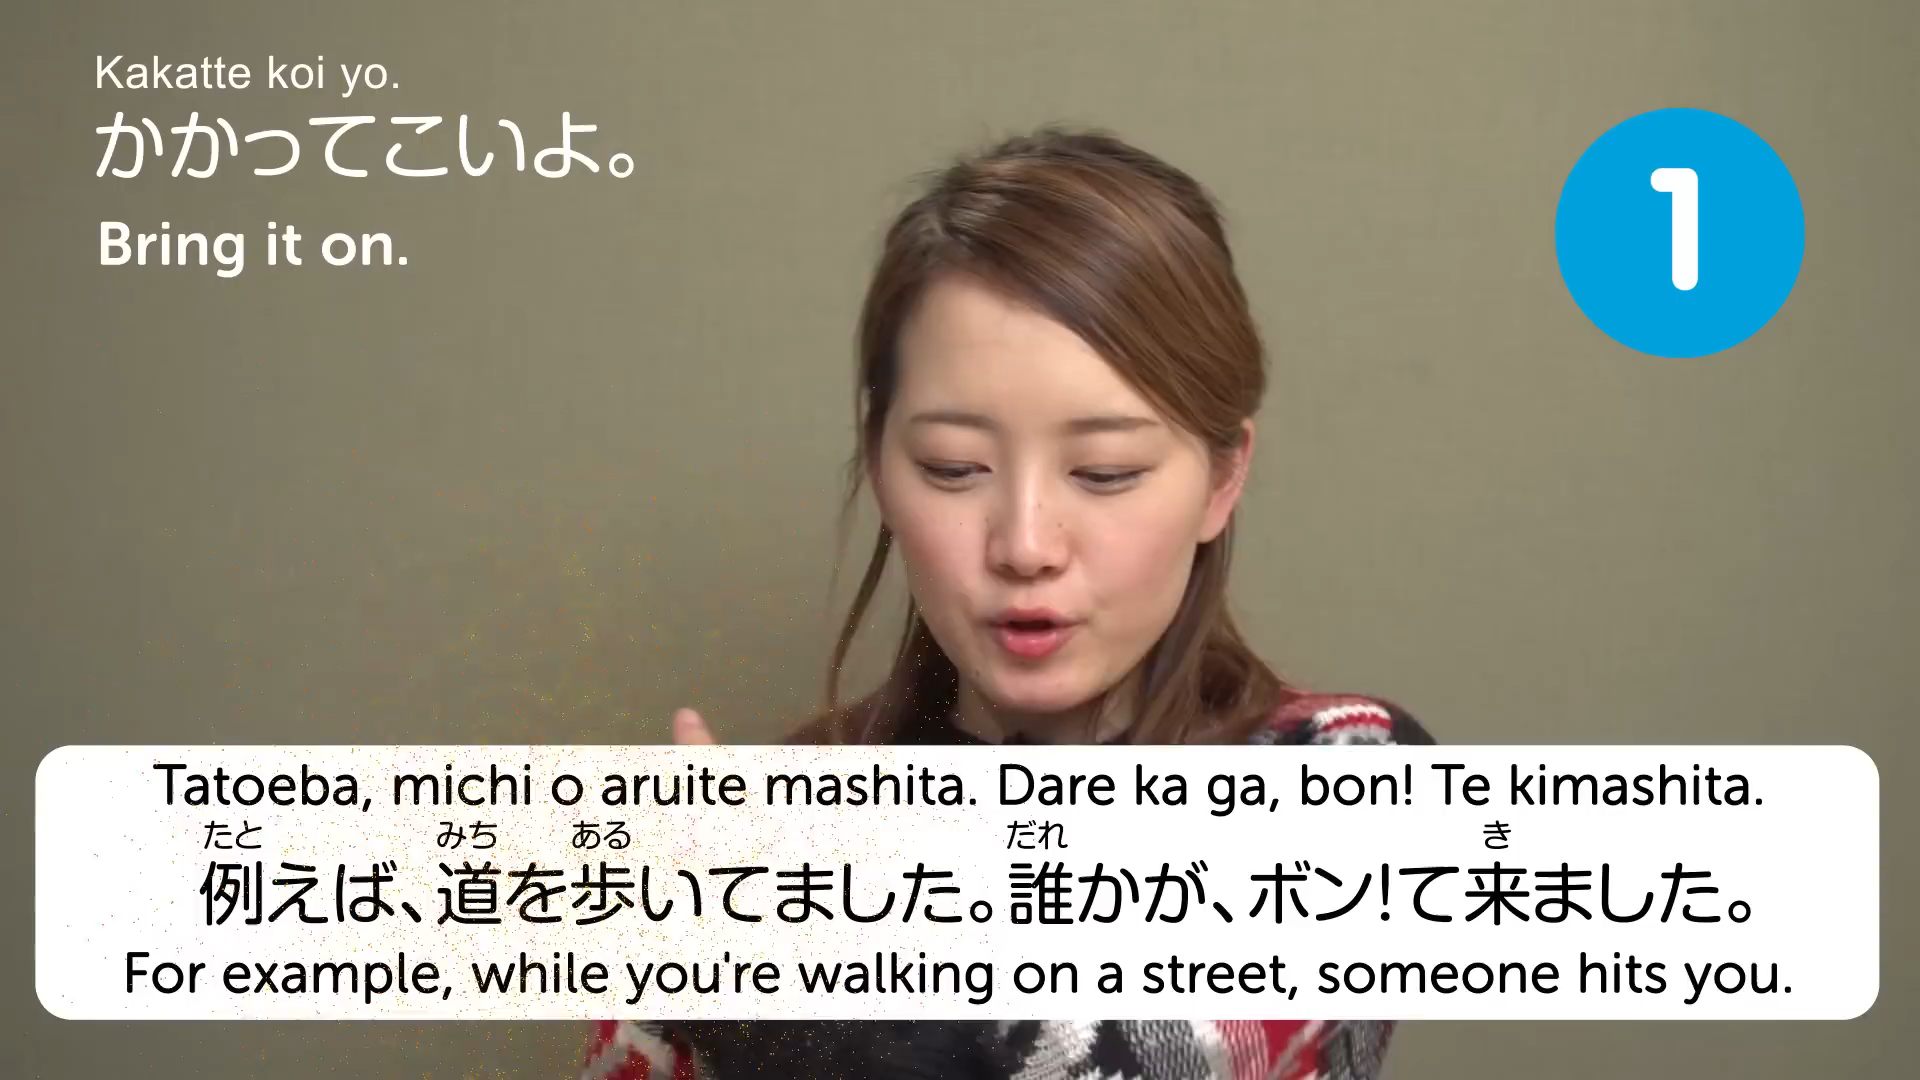 Kakatte koi yo.
かかってこいよ。
Bring it on.
1
Tatoeba, michi o aruite mashita. Dare ka ga, bon! Te kimashita.
たと みち ある だれ き
例えば、道を歩いてました。誰かが、ボン!て来ました。
For example, while you're walking on a street, someone hits you.